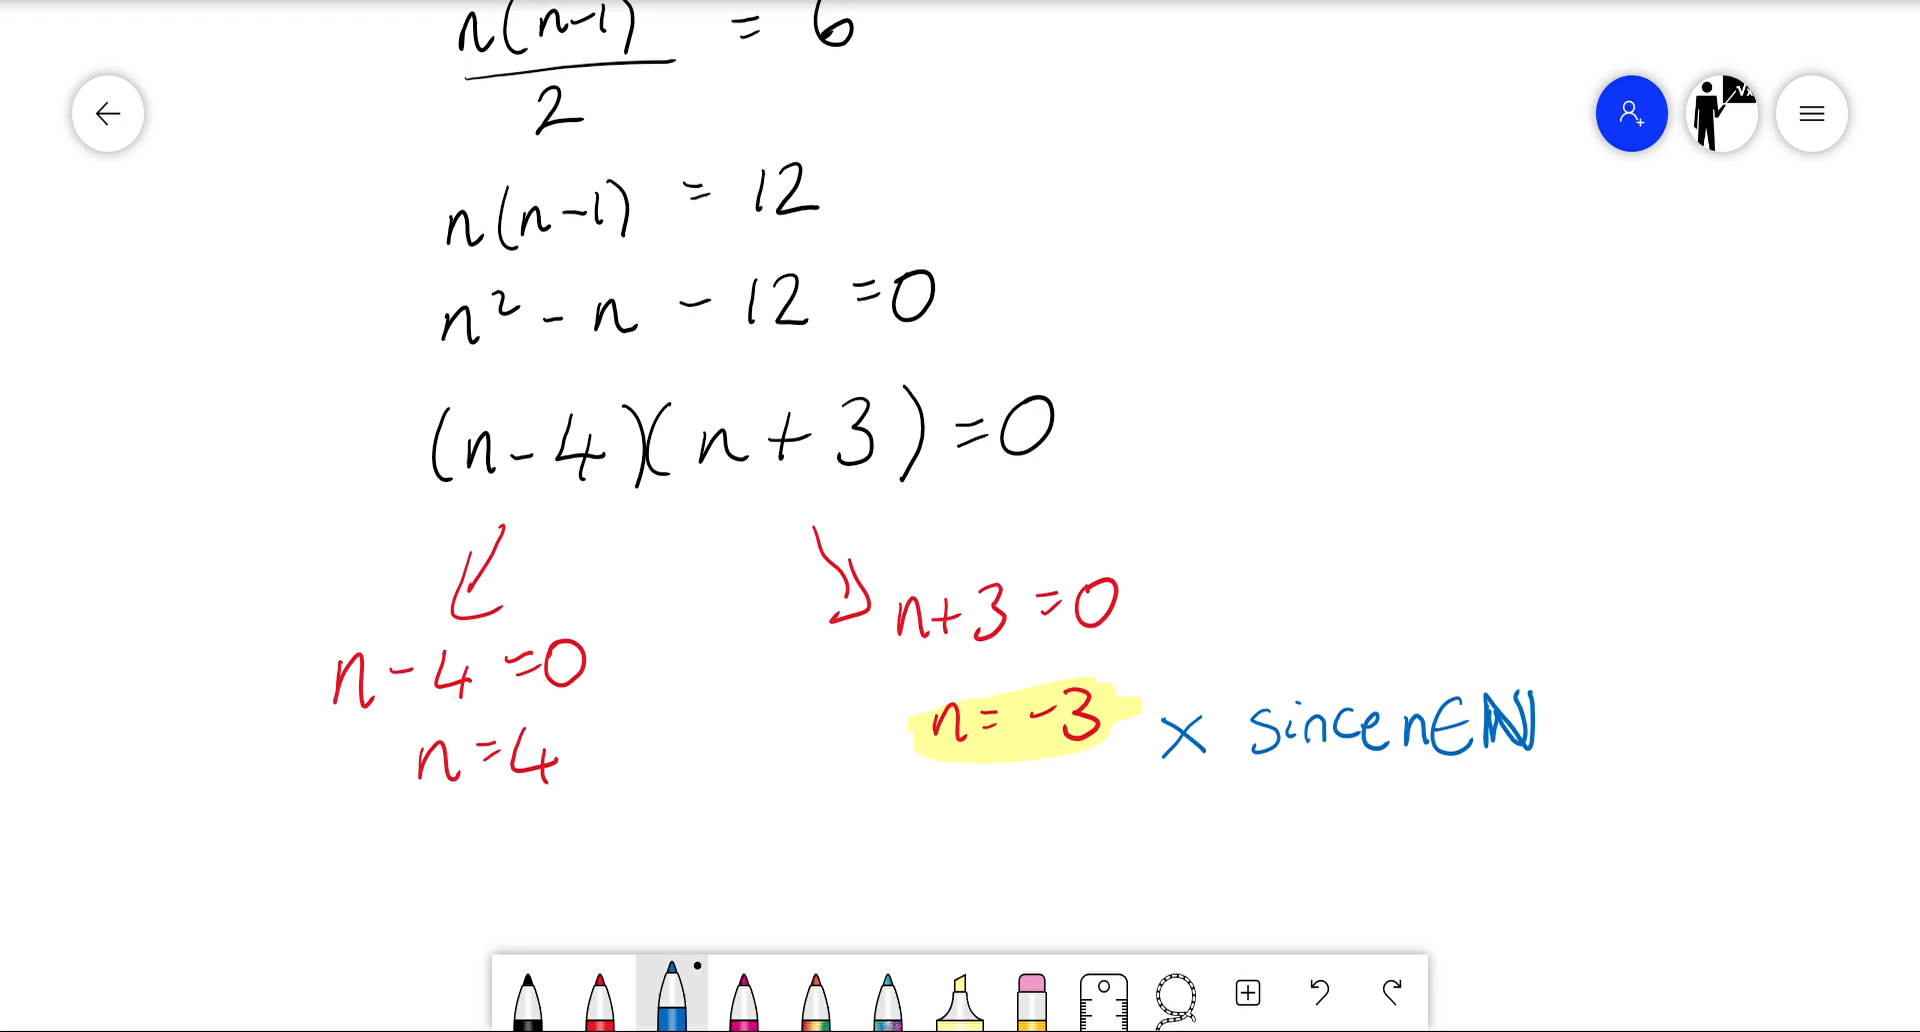 n(n-1) = 6
2
n(n-1) = 12
n² - n - 12 = 0
(n-4)(n+3) = 0
n - 4 = 0
n = 4
n + 3 = 0
n = -3 × since n ∈ ℕ
√x